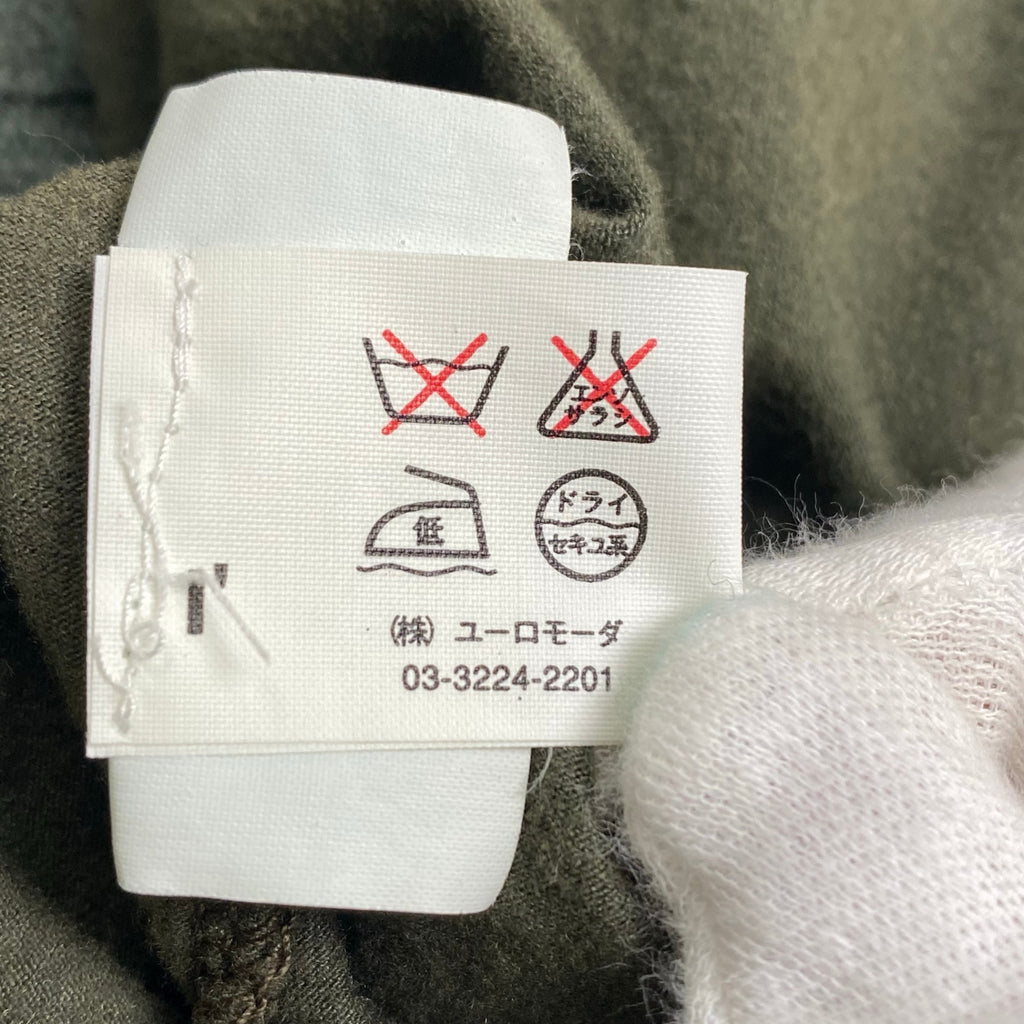 エンソ
サラシ
低
ドライ
セキユ系
(株) ユーロモーダ
03-3224-2201